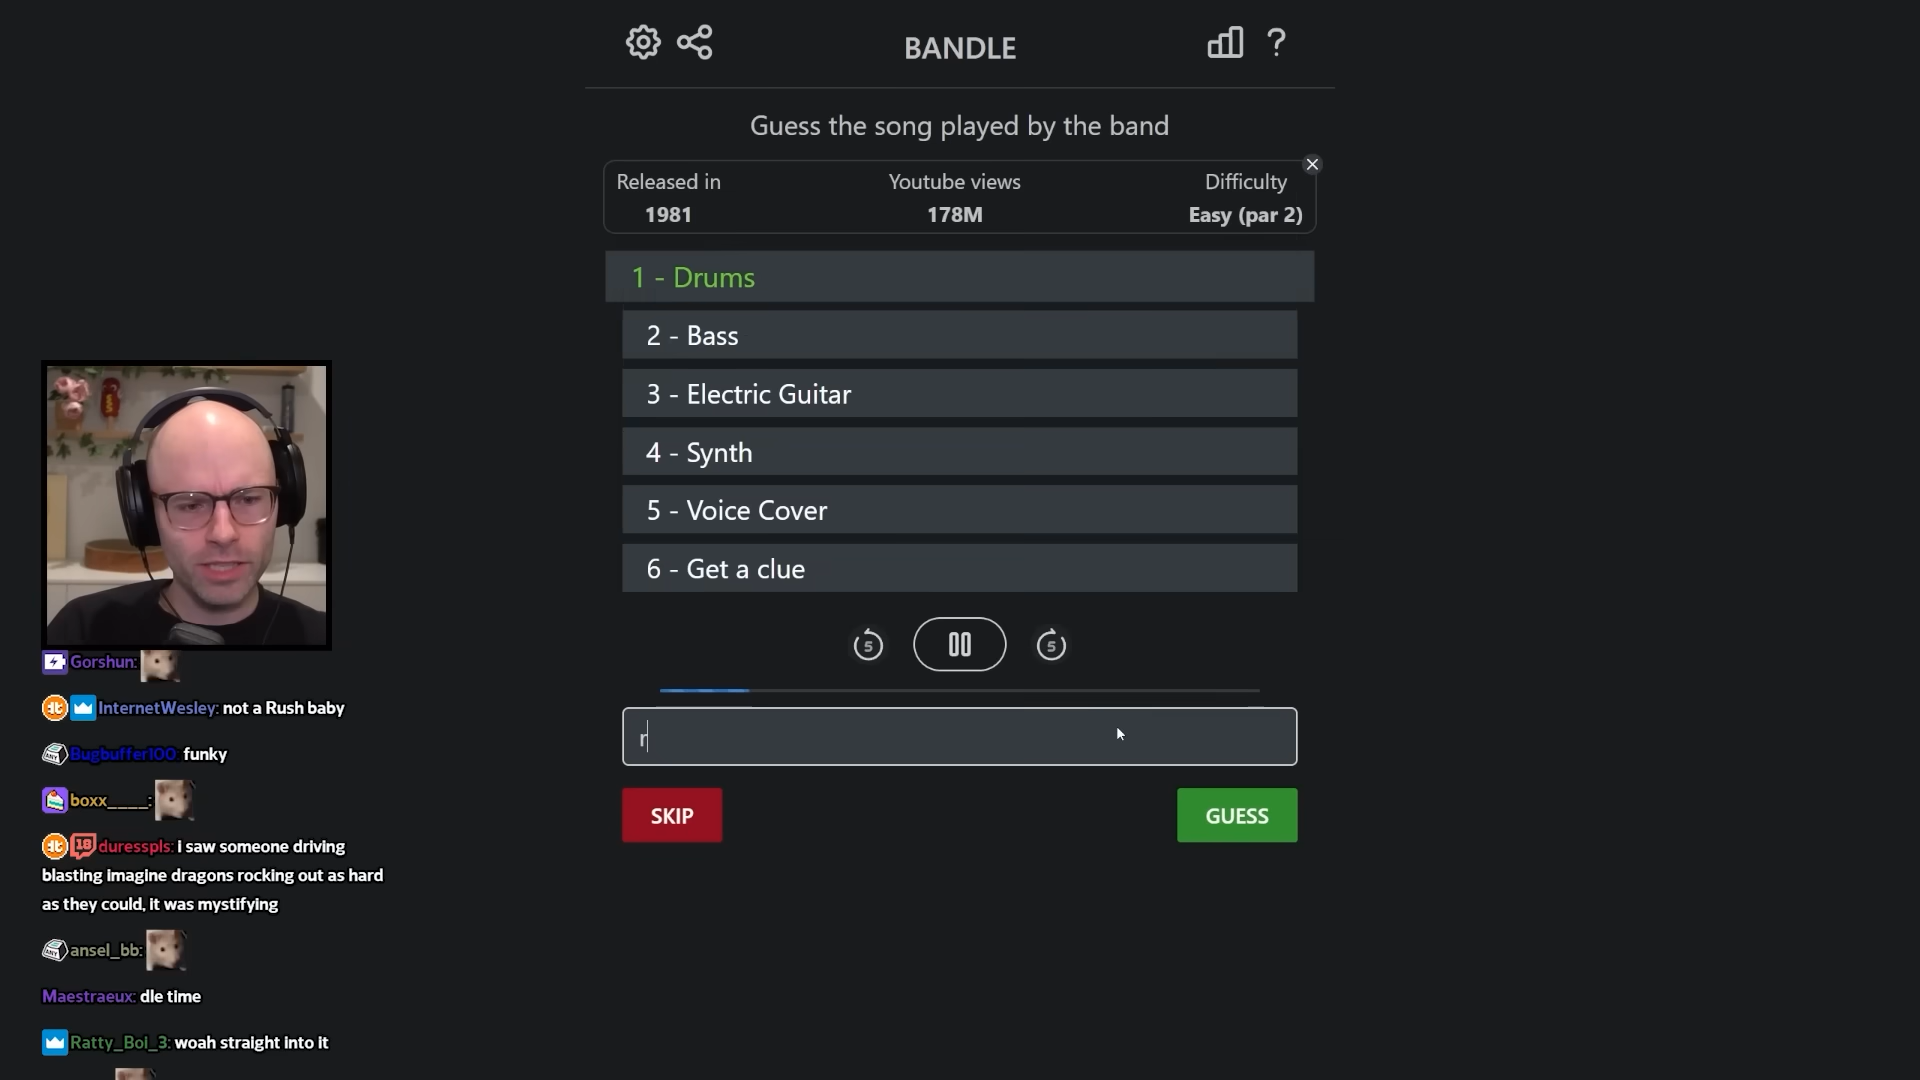 BANDLE
?
Guess the song played by the band
Released in
1981
Youtube views
178M
Difficulty
Easy (par 2)
1 - Drums
2 - Bass
3 - Electric Guitar
4 - Synth
5 - Voice Cover
6 - Get a clue
5
5
r
SKIP
GUESS
Gorshun:
InternetWesley: not a Rush baby
Bugbuffer100: funky
boxx____:
18 duresspls: i saw someone driving
blasting imagine dragons rocking out as hard
as they could, it was mystifying
ansel_bb:
Maestraeux: dle time
Ratty_Boi_3: woah straight into it